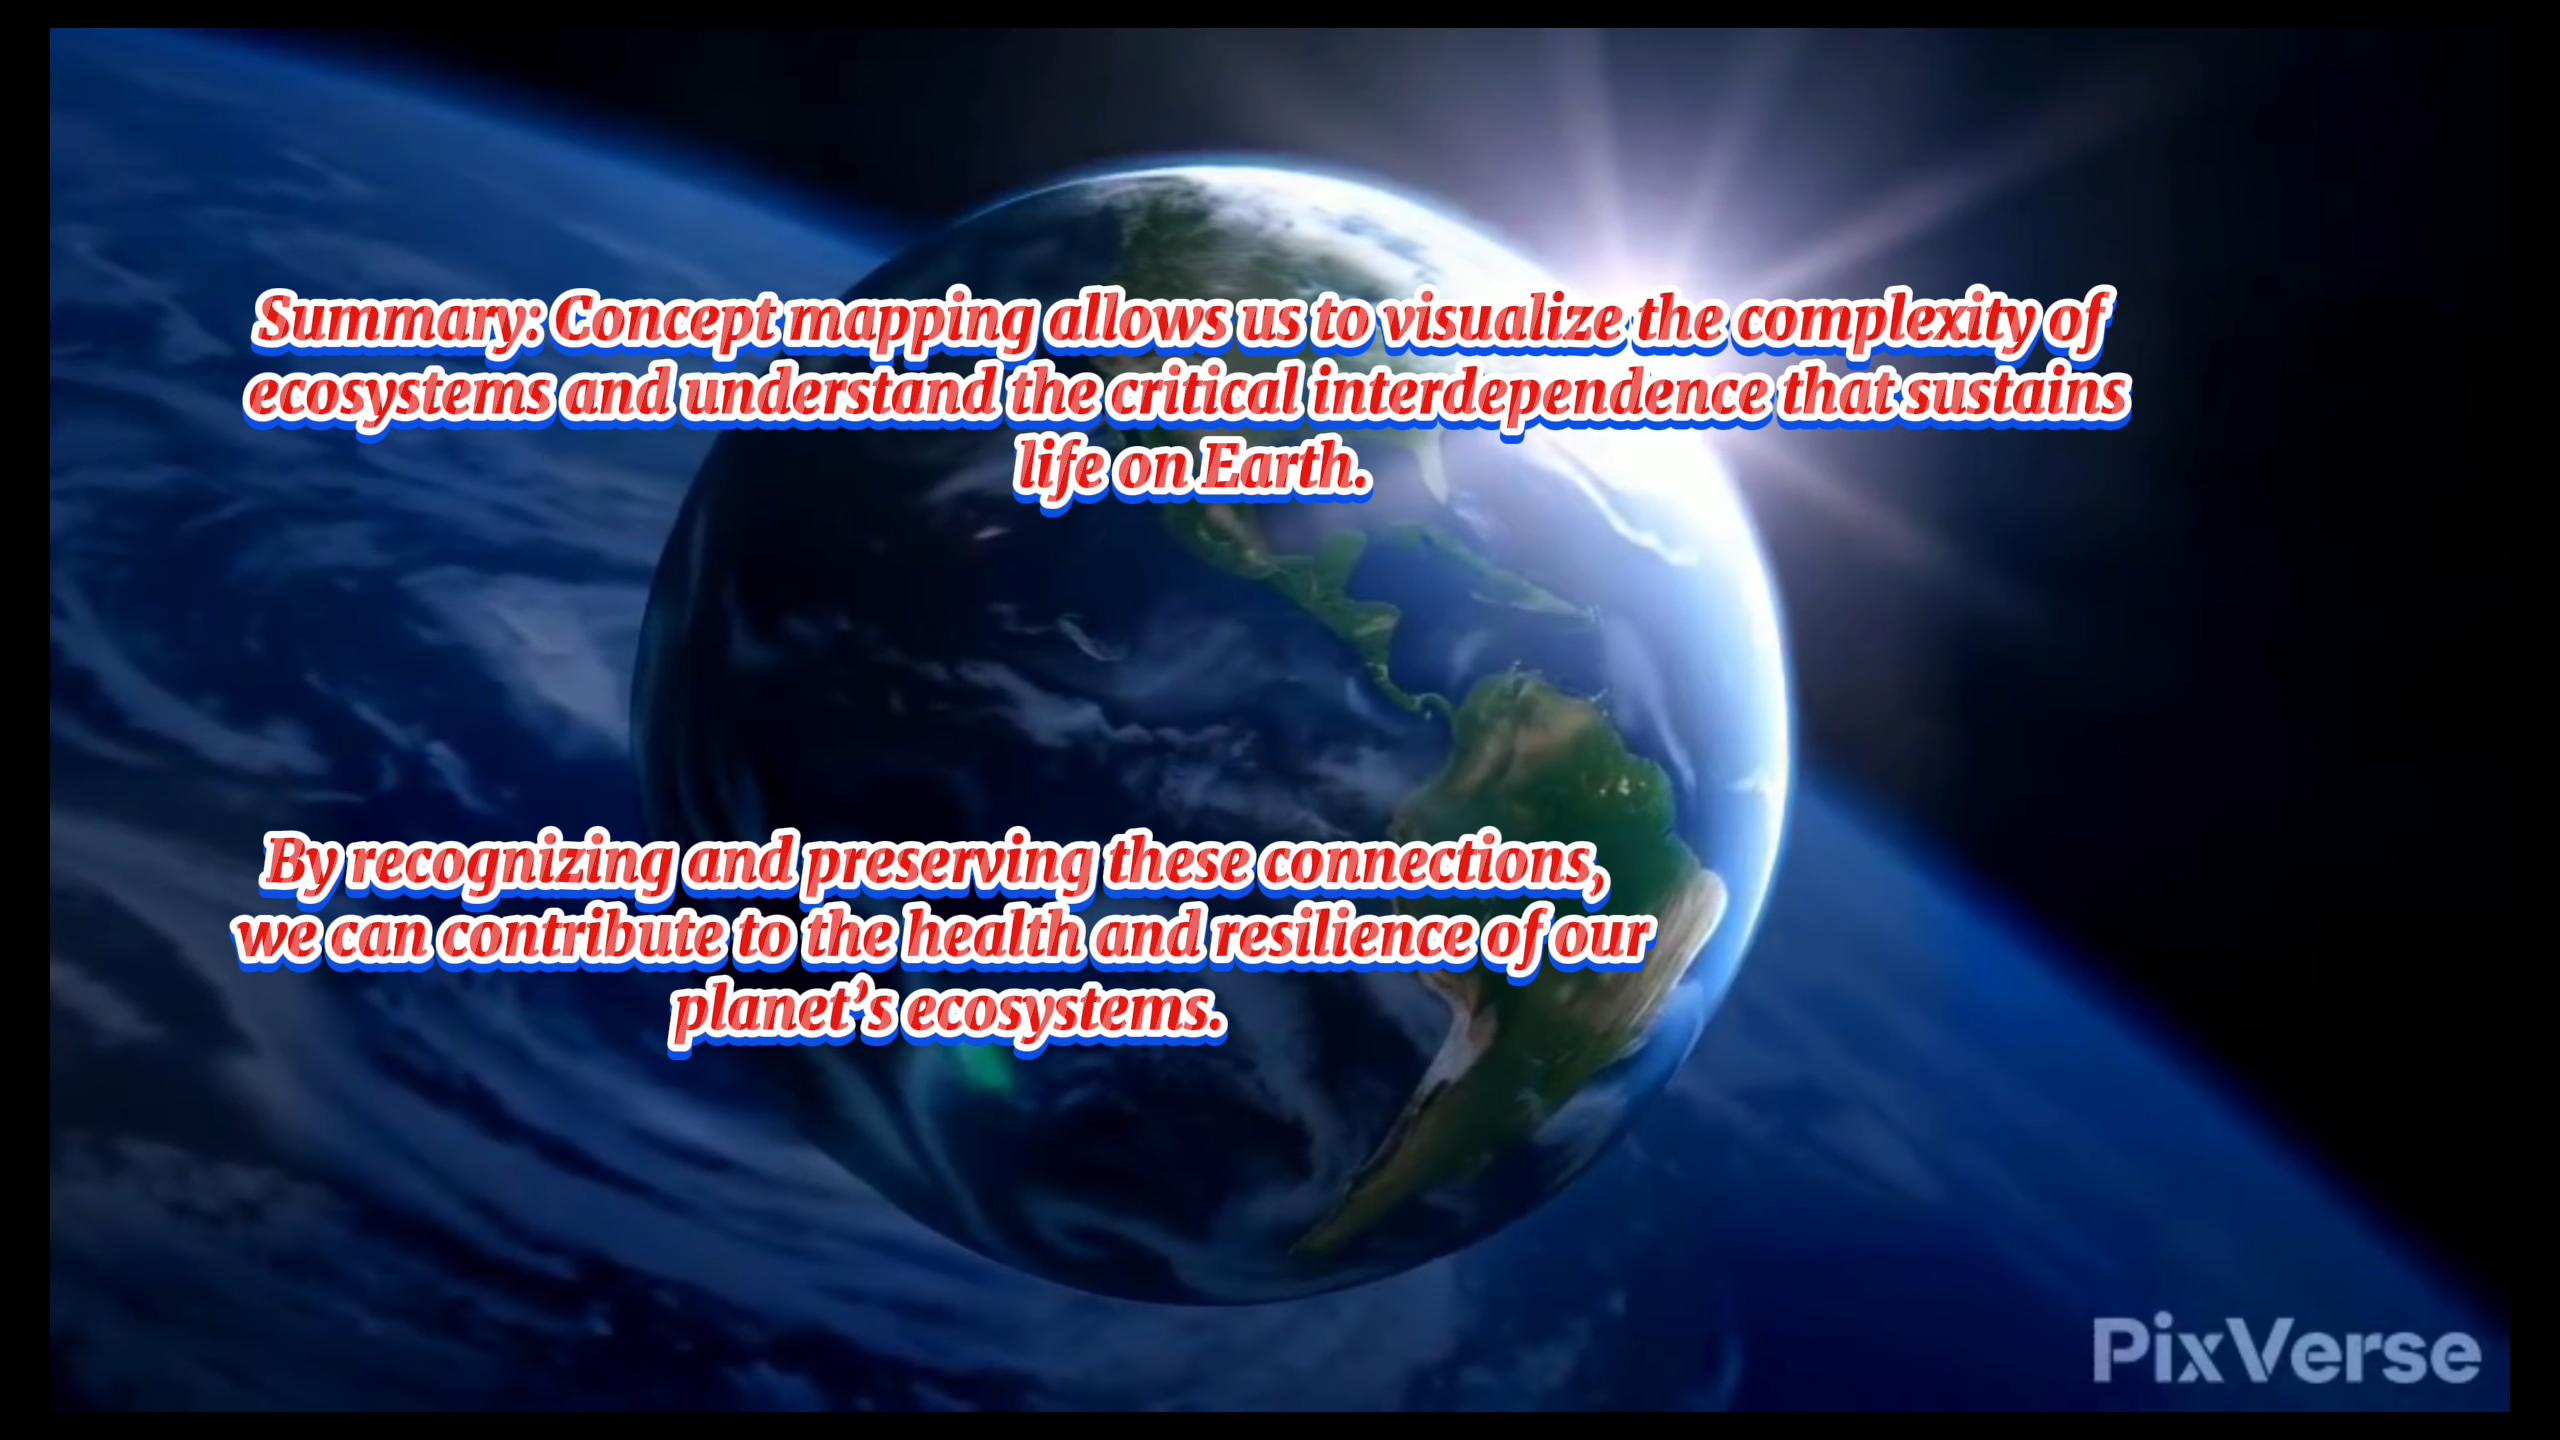 Summary: Concept mapping allows us to visualize the complexity of
ecosystems and understand the critical interdependence that sustains
life on Earth.
By recognizing and preserving these connections,
we can contribute to the health and resilience of our
planet’s ecosystems.
PixVerse